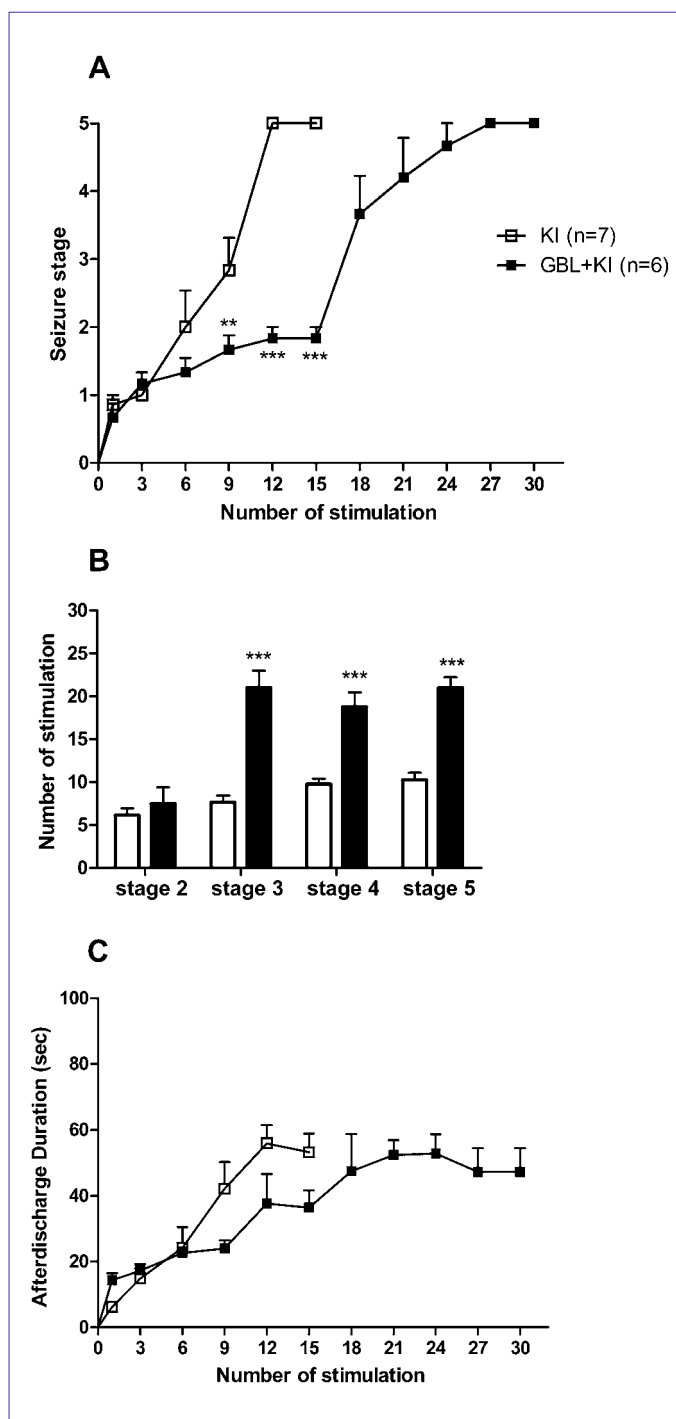 A
Seizure stage
5
4
3
2
1
0
**
***
***
KI (n=7)
GBL+KI (n=6)
0 3 6 9 12 15 18 21 24 27 30
Number of stimulation
B
Number of stimulation
30
25
20
15
10
5
0
***
***
***
stage 2 stage 3 stage 4 stage 5
C
Afterdischarge Duration (sec)
100
80
60
40
20
0
0 3 6 9 12 15 18 21 24 27 30
Number of stimulation